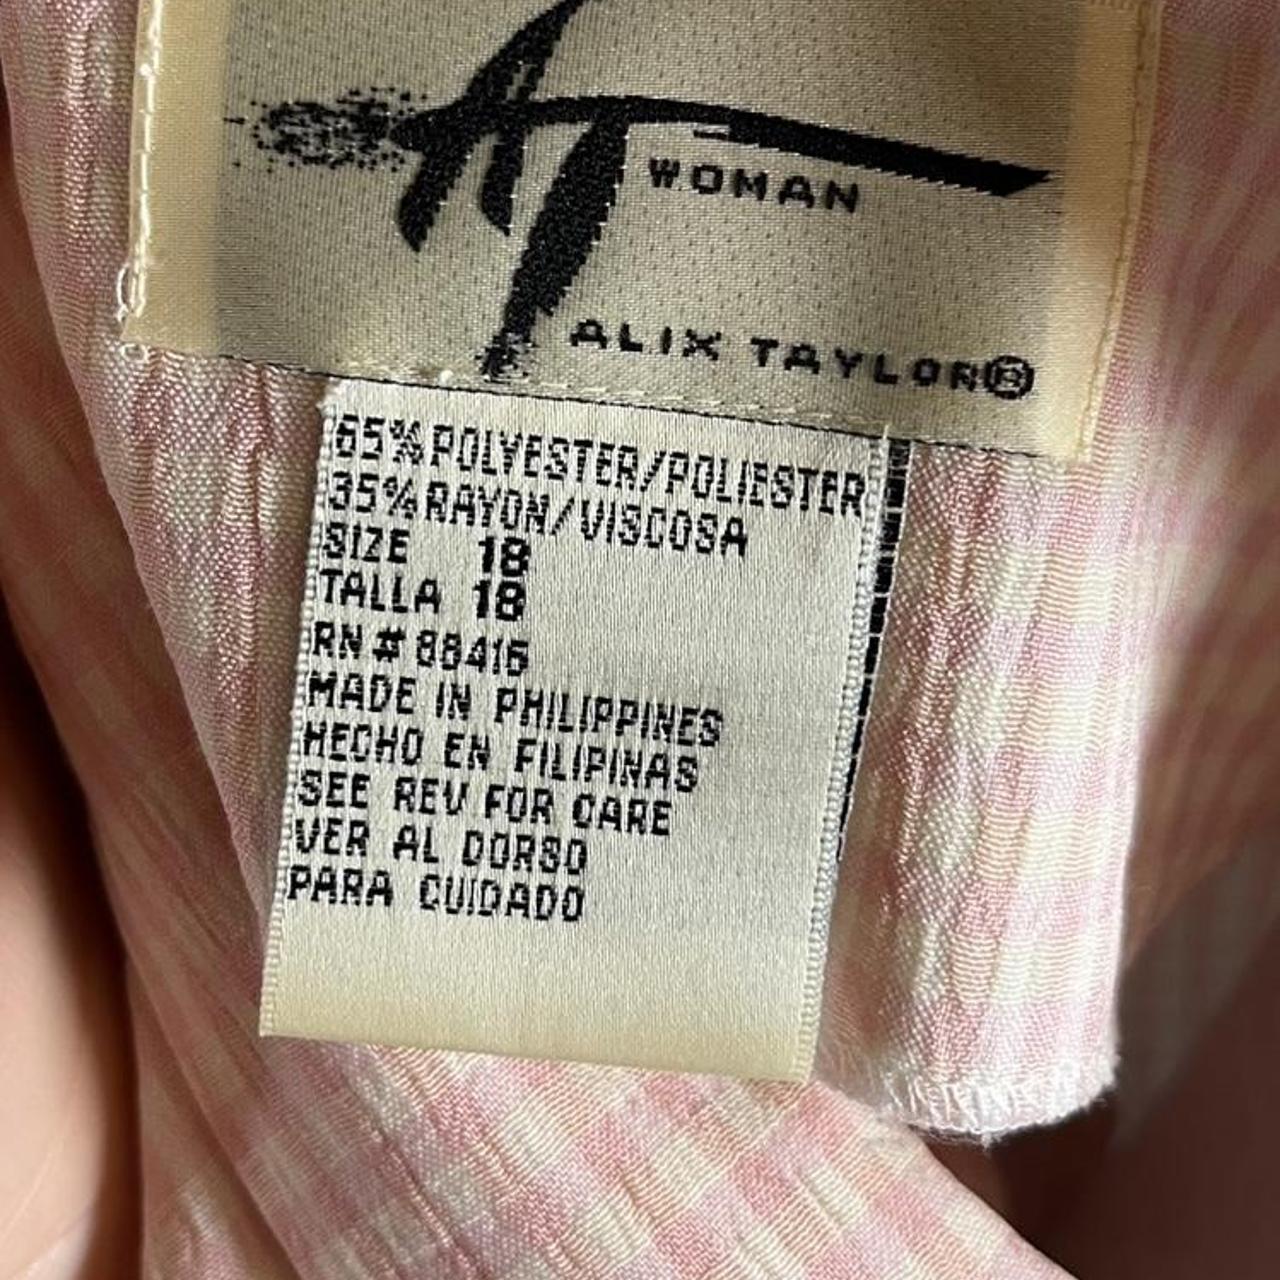 AT
WOMAN
ALIX TAYLOR®
65% POLYESTER/POLIESTER
35% RAYON/VISCOSA
SIZE 18
TALLA 18
RN # 88415
MADE IN PHILIPPINES
HECHO EN FILIPINAS
SEE REV FOR CARE
VER AL DORSO
PARA CUIDADO